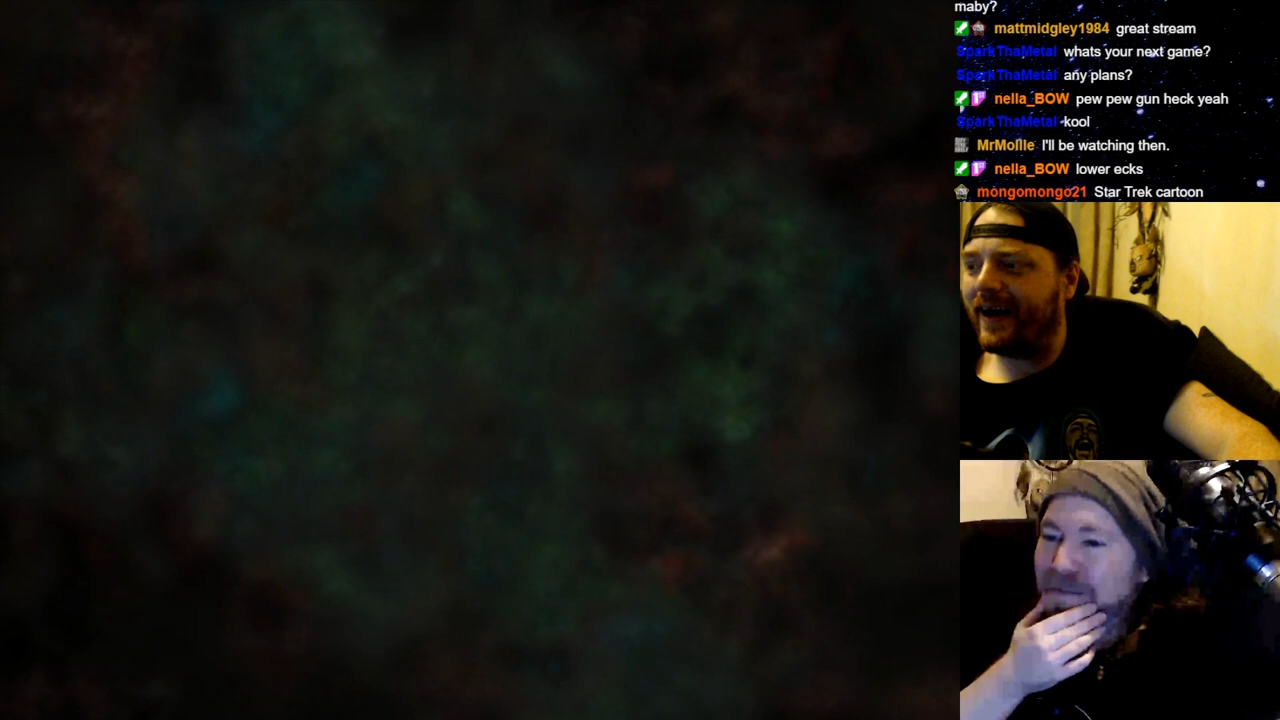 maby?
mattmidgley1984 great stream
SparkThaMetal whats your next game?
SparkThaMetal any plans?
nella_BOW pew pew gun heck yeah
SparkThaMetal kool
MrMollie I'll be watching then.
nella_BOW lower ecks
mongomongo21 Star Trek cartoon